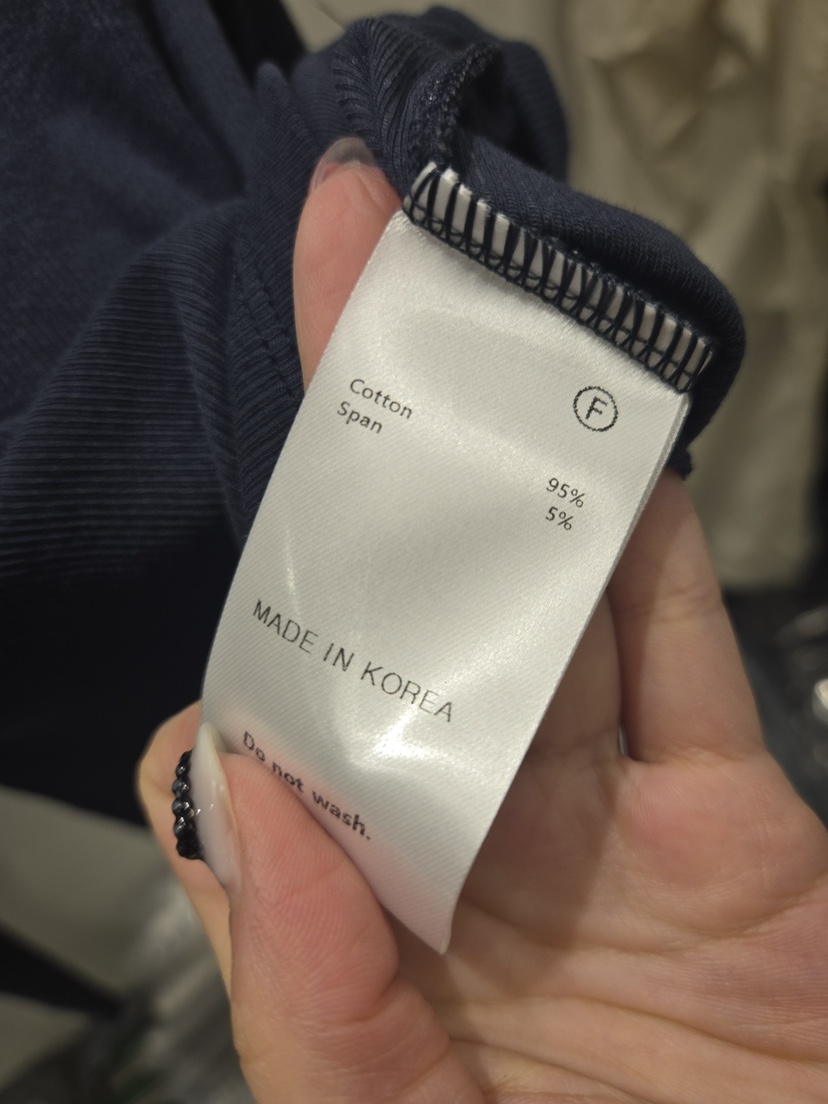 F
Cotton 95%
Span 5%
MADE IN KOREA
Do not wash.